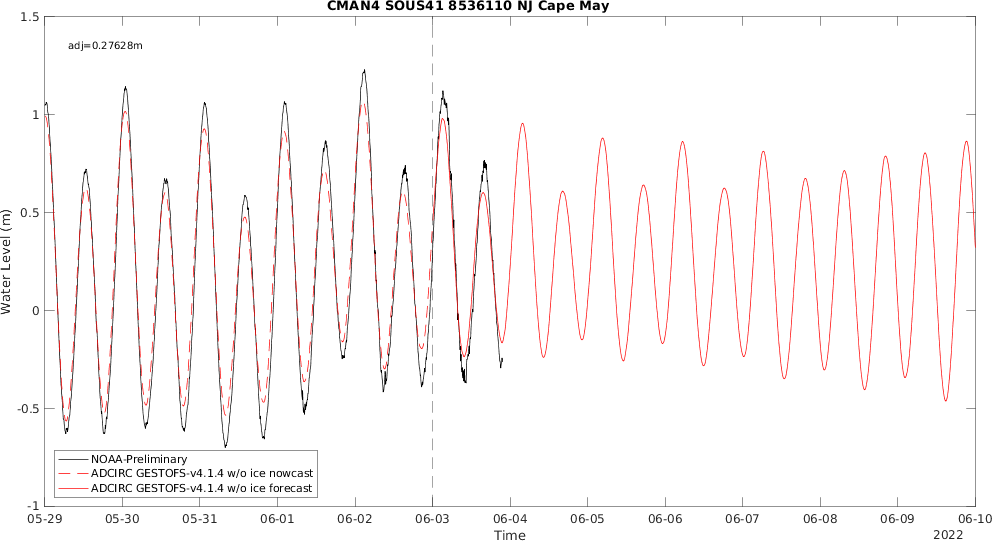 CMAN4 SOUS41 8536110 NJ Cape May
adj=0.27628m
Water Level (m)
1.5
1
0.5
0
-0.5
-1
NOAA-Preliminary
ADCIRC GESTOFS-v4.1.4 w/o ice nowcast
ADCIRC GESTOFS-v4.1.4 w/o ice forecast
05-29 05-30 05-31 06-01 06-02 06-03 06-04 06-05 06-06 06-07 06-08 06-09 06-10
Time
2022